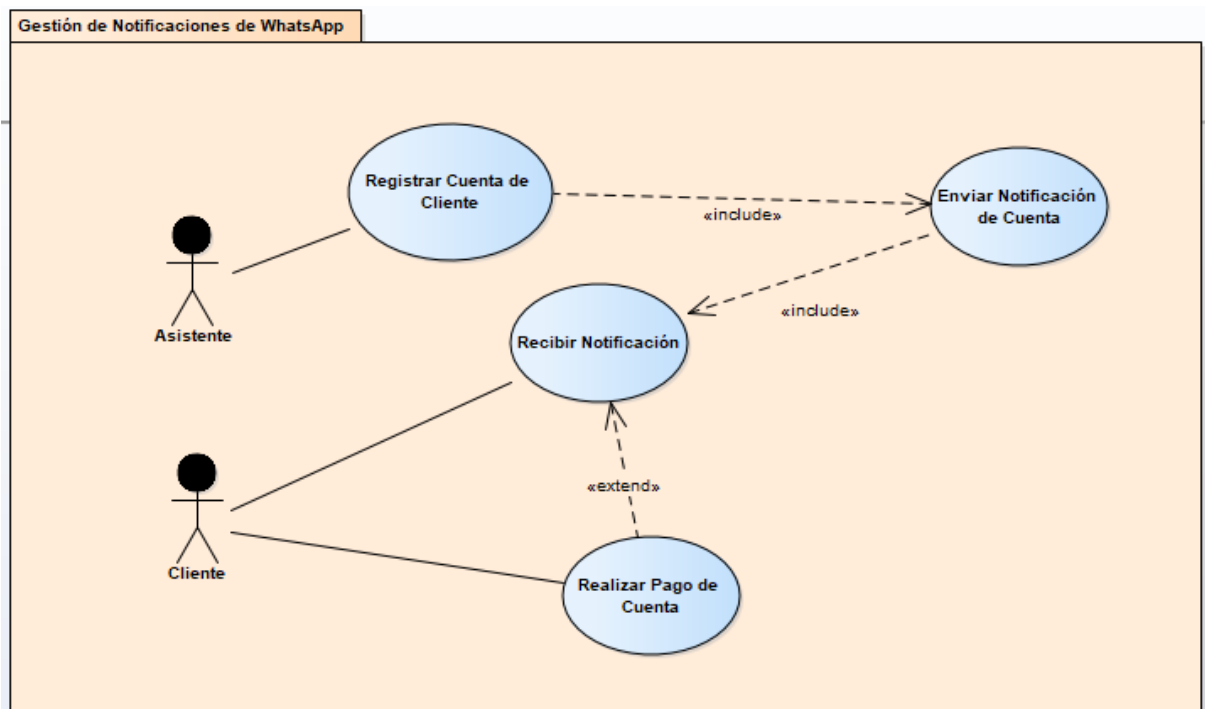 Gestión de Notificaciones de WhatsApp
Registrar Cuenta de
Cliente
«include»
Enviar Notificación
de Cuenta
Asistente
«include»
Recibir Notificación
«extend»
Cliente
Realizar Pago de
Cuenta